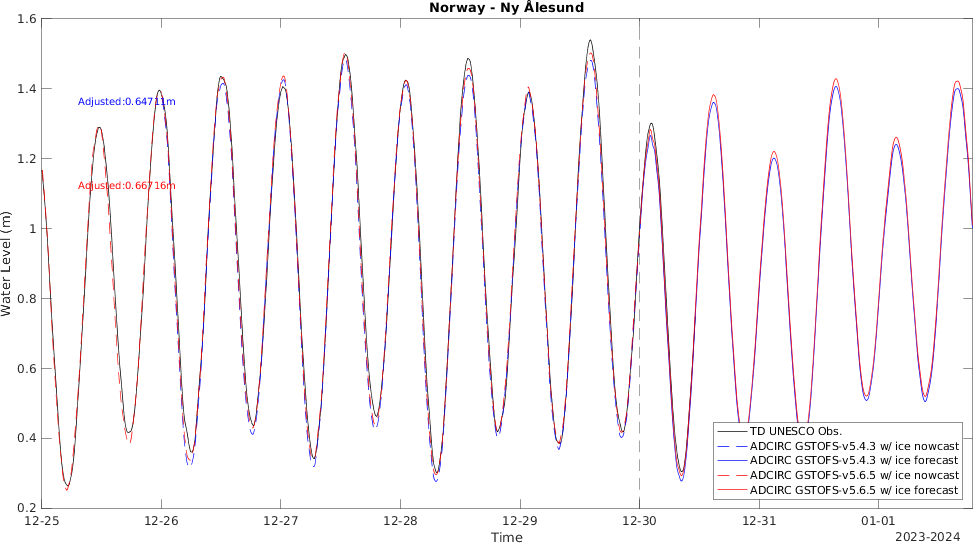 Norway - Ny Ålesund
1.6
1.4
1.2
1
0.8
0.6
0.4
0.2
Water Level (m)
Adjusted:0.64711m
Adjusted:0.66716m
TD UNESCO Obs.
ADCIRC GSTOFS-v5.4.3 w/ ice nowcast
ADCIRC GSTOFS-v5.4.3 w/ ice forecast
ADCIRC GSTOFS-v5.6.5 w/ ice nowcast
ADCIRC GSTOFS-v5.6.5 w/ ice forecast
12-25 12-26 12-27 12-28 12-29 12-30 12-31 01-01
Time
2023-2024